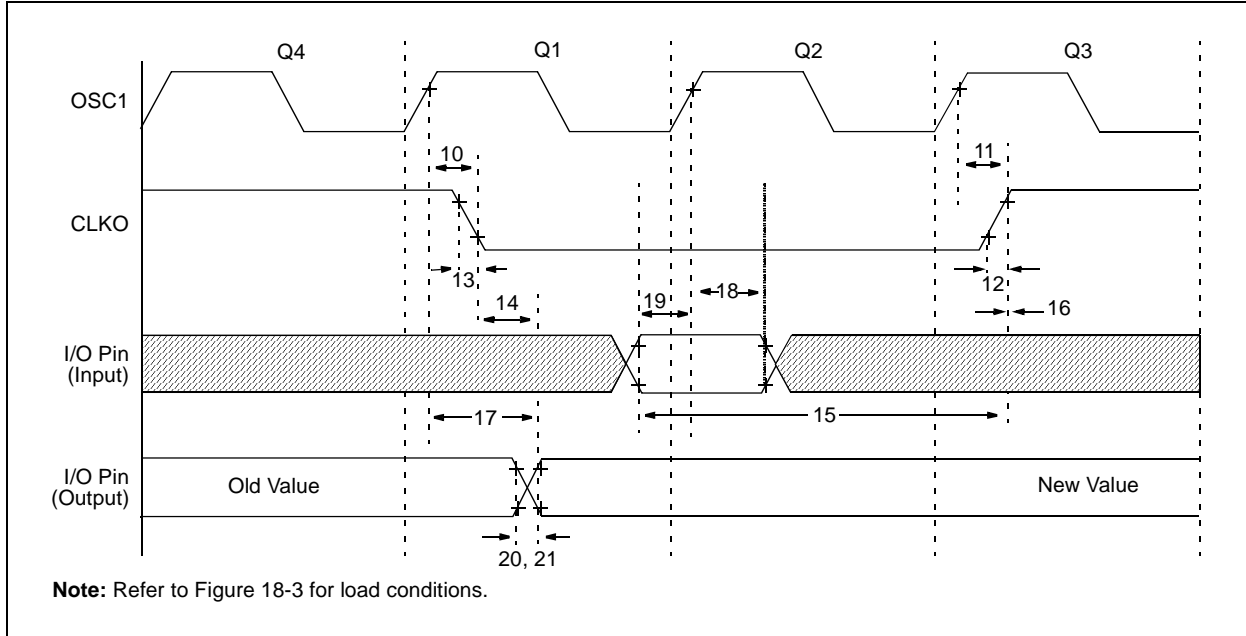 Q4
Q1
Q2
Q3
OSC1
10
11
CLKO
13
12
14
19
18
16
I/O Pin
(Input)
17
15
I/O Pin
(Output)
Old Value
New Value
20, 21
Note: Refer to Figure 18-3 for load conditions.